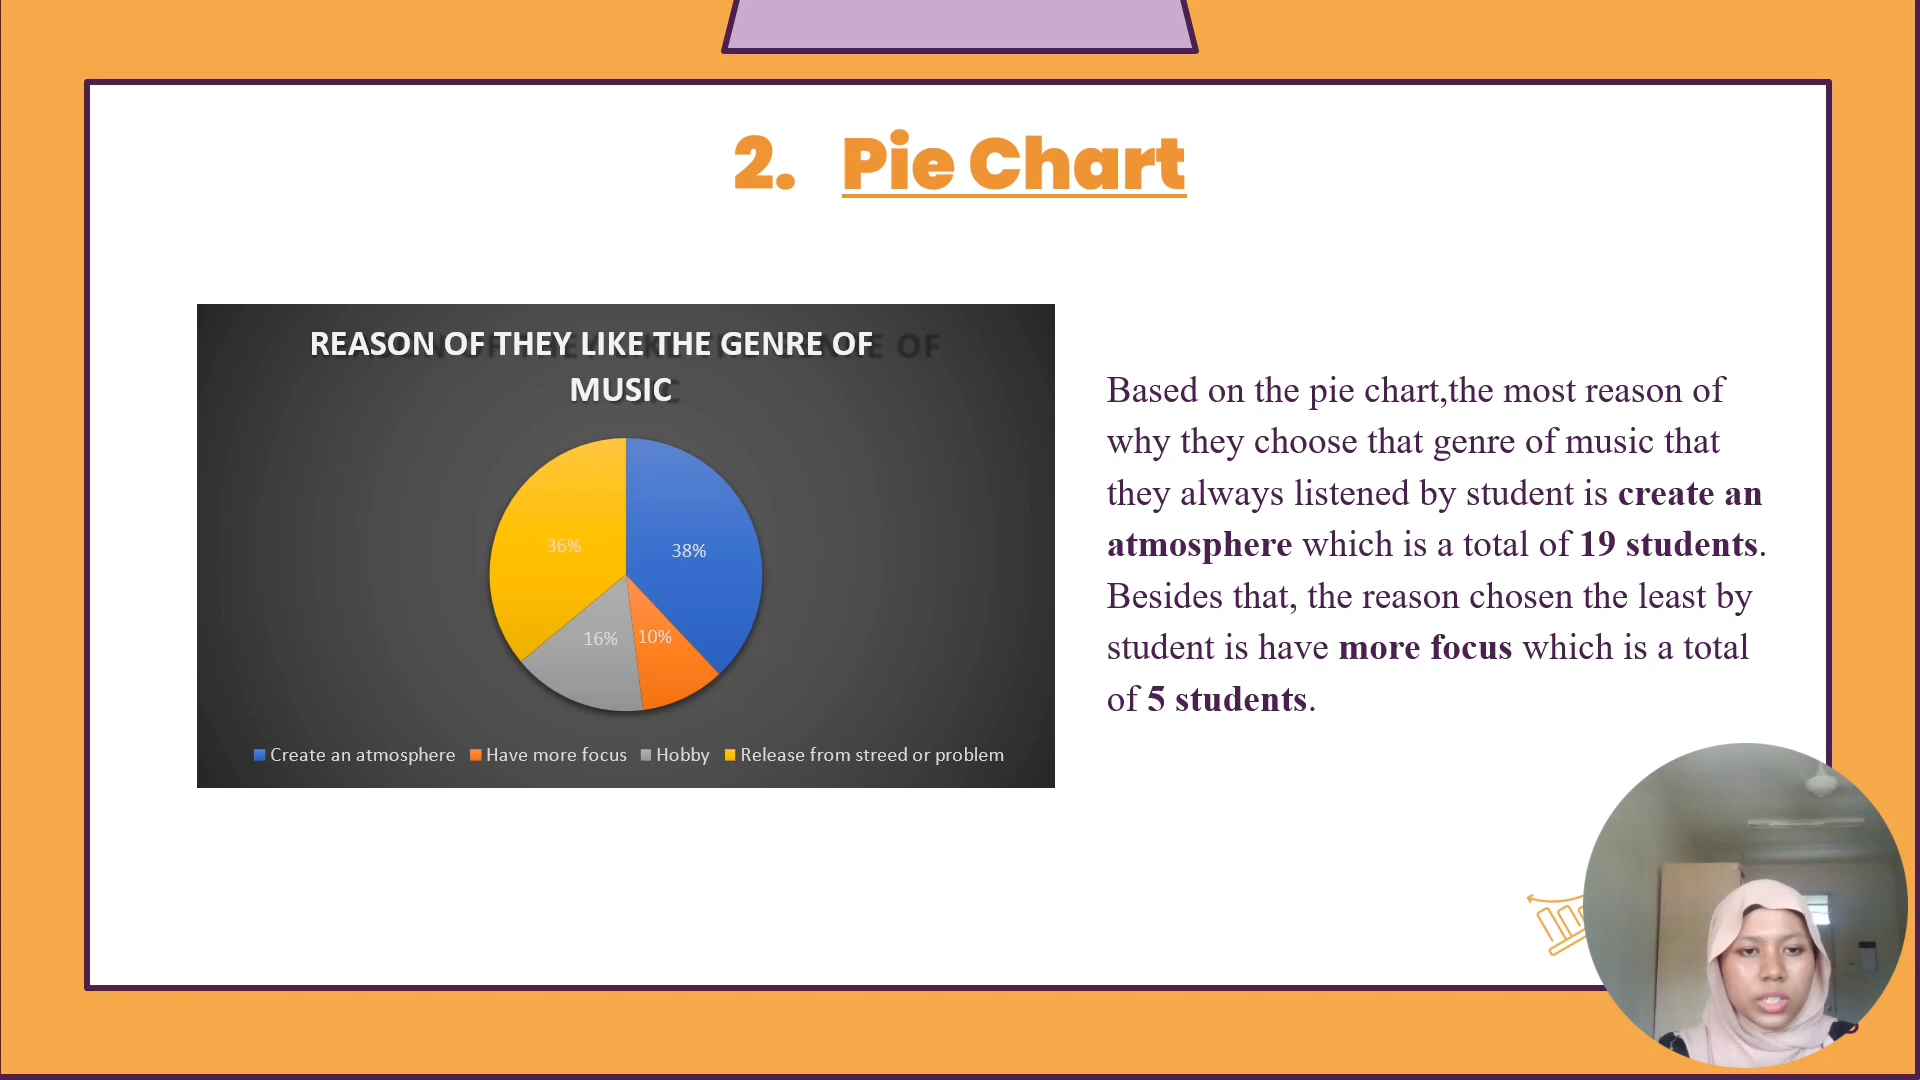 2. Pie Chart
REASON OF THEY LIKE THE GENRE OF
MUSIC
36%
38%
16%
10%
Create an atmosphere Have more focus Hobby Release from streed or problem
Based on the pie chart,the most reason of
why they choose that genre of music that
they always listened by student is create an
atmosphere which is a total of 19 students.
Besides that, the reason chosen the least by
student is have more focus which is a total
of 5 students.